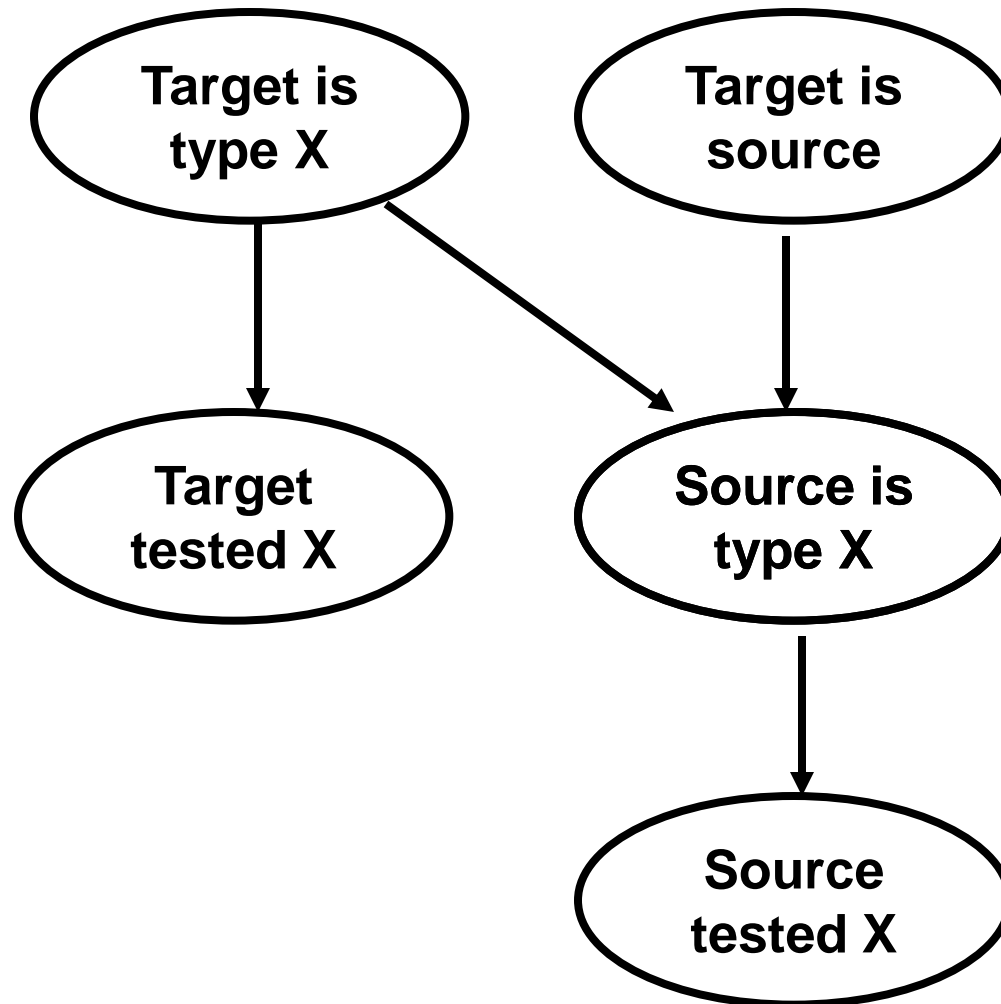 Target is
type X
Target is
source
Target
tested X
Source is
type X
Source
tested X